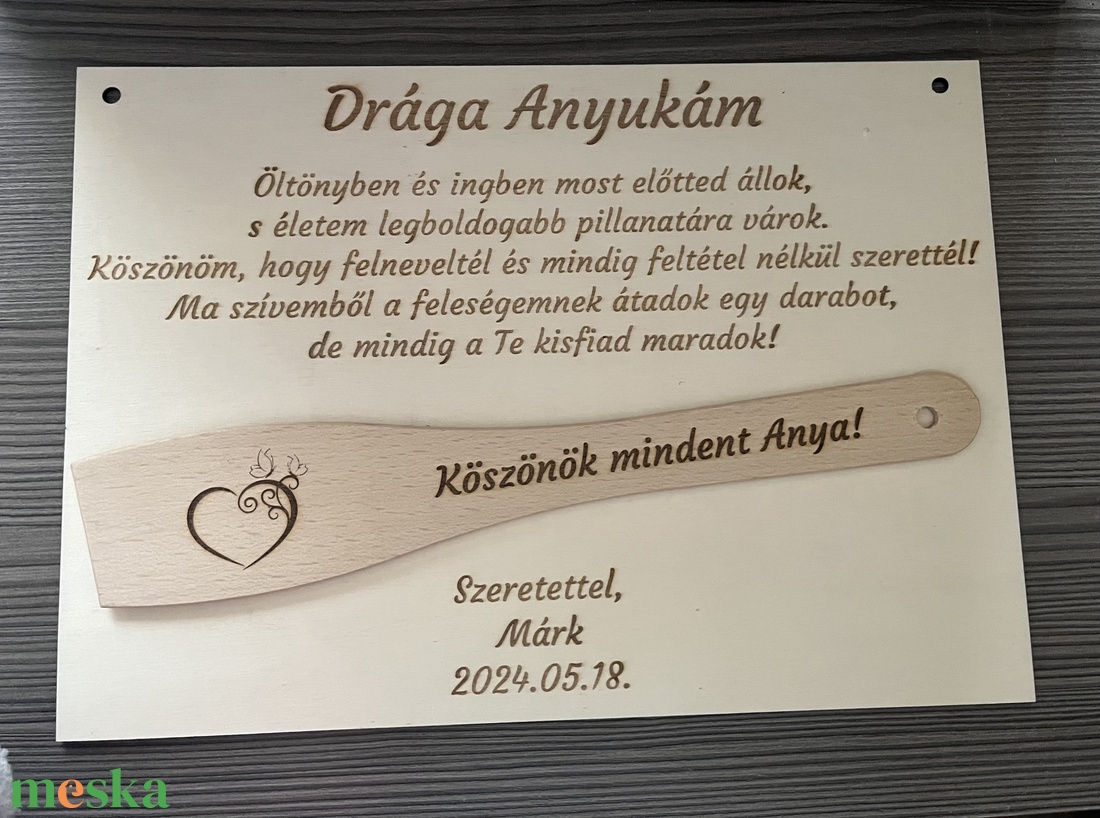 Drága Anyukám
Öltönyben és ingben most előtted állok,
s életem legboldogabb pillanatára várok.
Köszönöm, hogy felneveltél és mindig feltétel nélkül szerettél!
Ma szívemből a feleségemnek átadok egy darabot,
de mindig a Te kisfiad maradok!
Köszönök mindent Anya!
Szeretettel,
Márk
2024.05.18.
meska